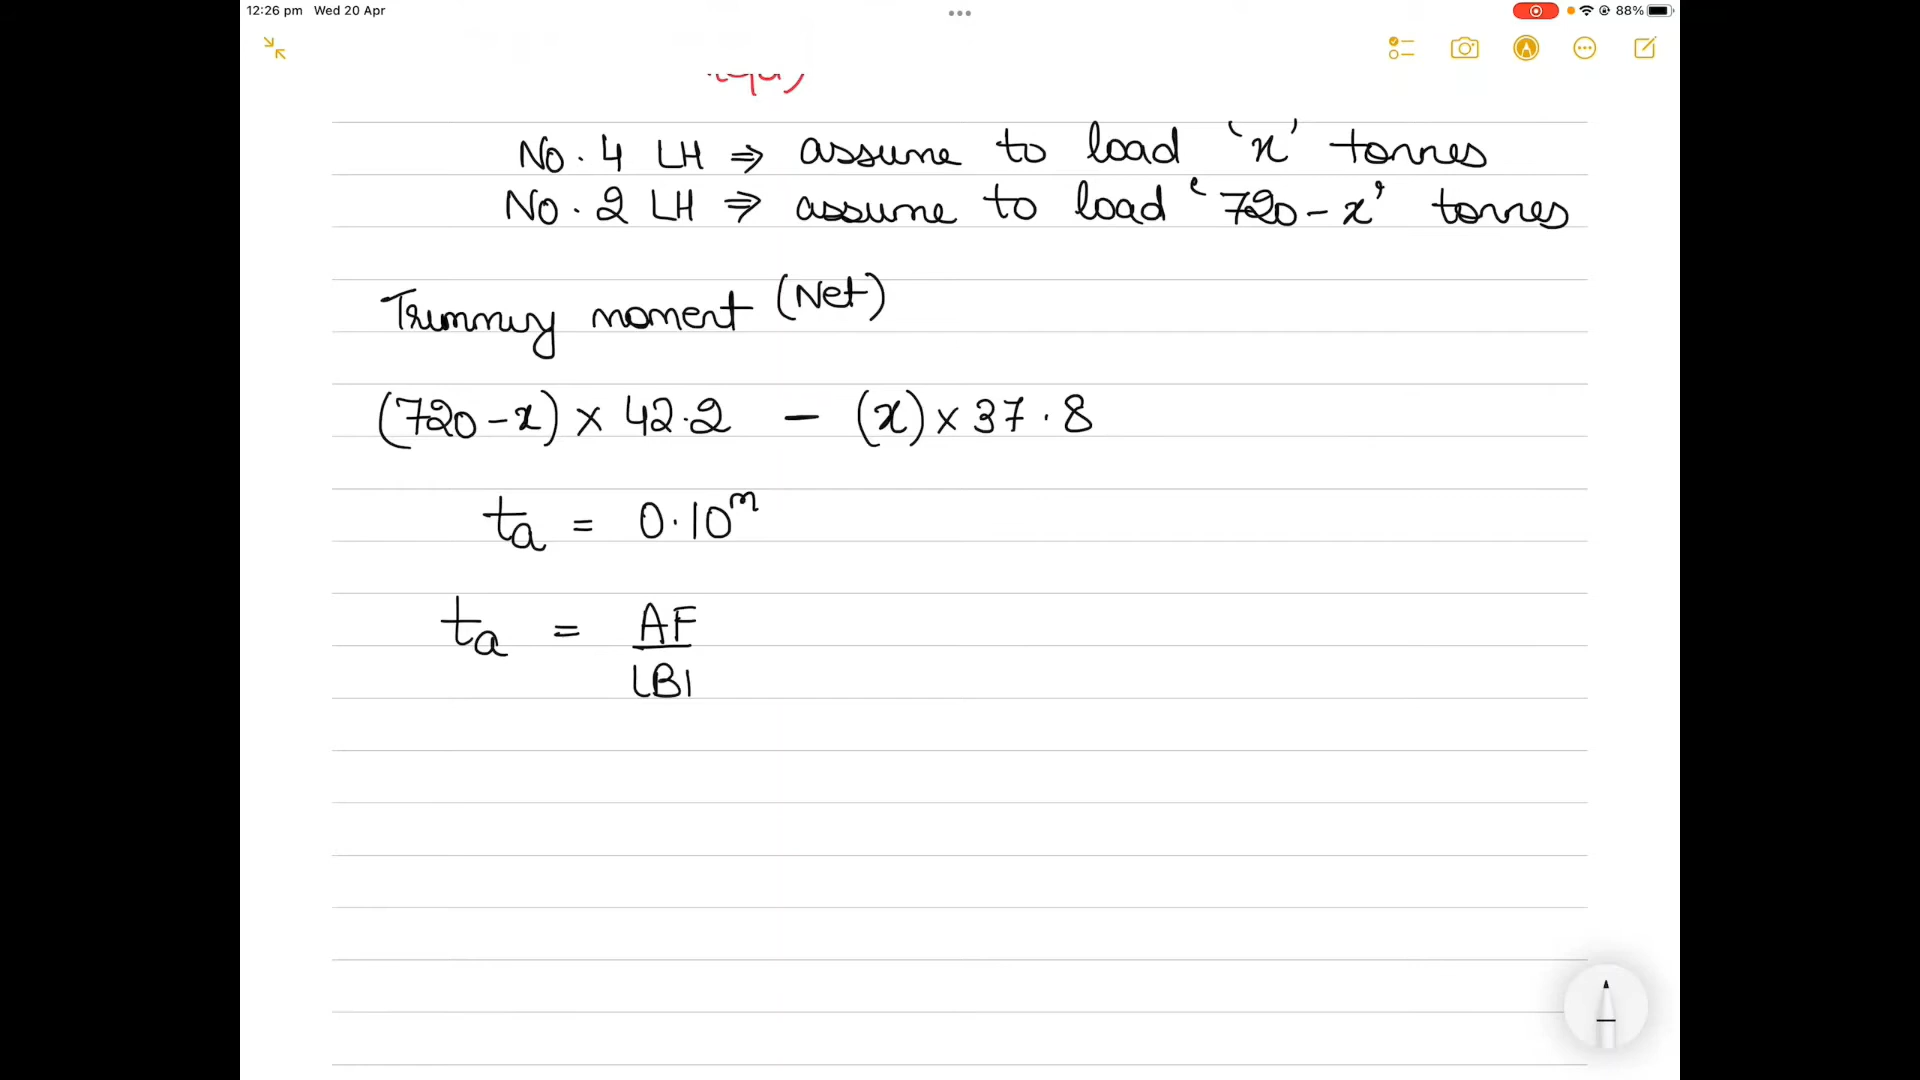 12:26 pm Wed 20 Apr
88%
No. 4 LH ⇒ assume to load 'x' tonnes
No. 2 LH ⇒ assume to load '720-x' tonnes
Trimming moment (Net)
(720-x) × 42.2 - (x) × 37.8
ta = 0.10m
ta = AF
LBP